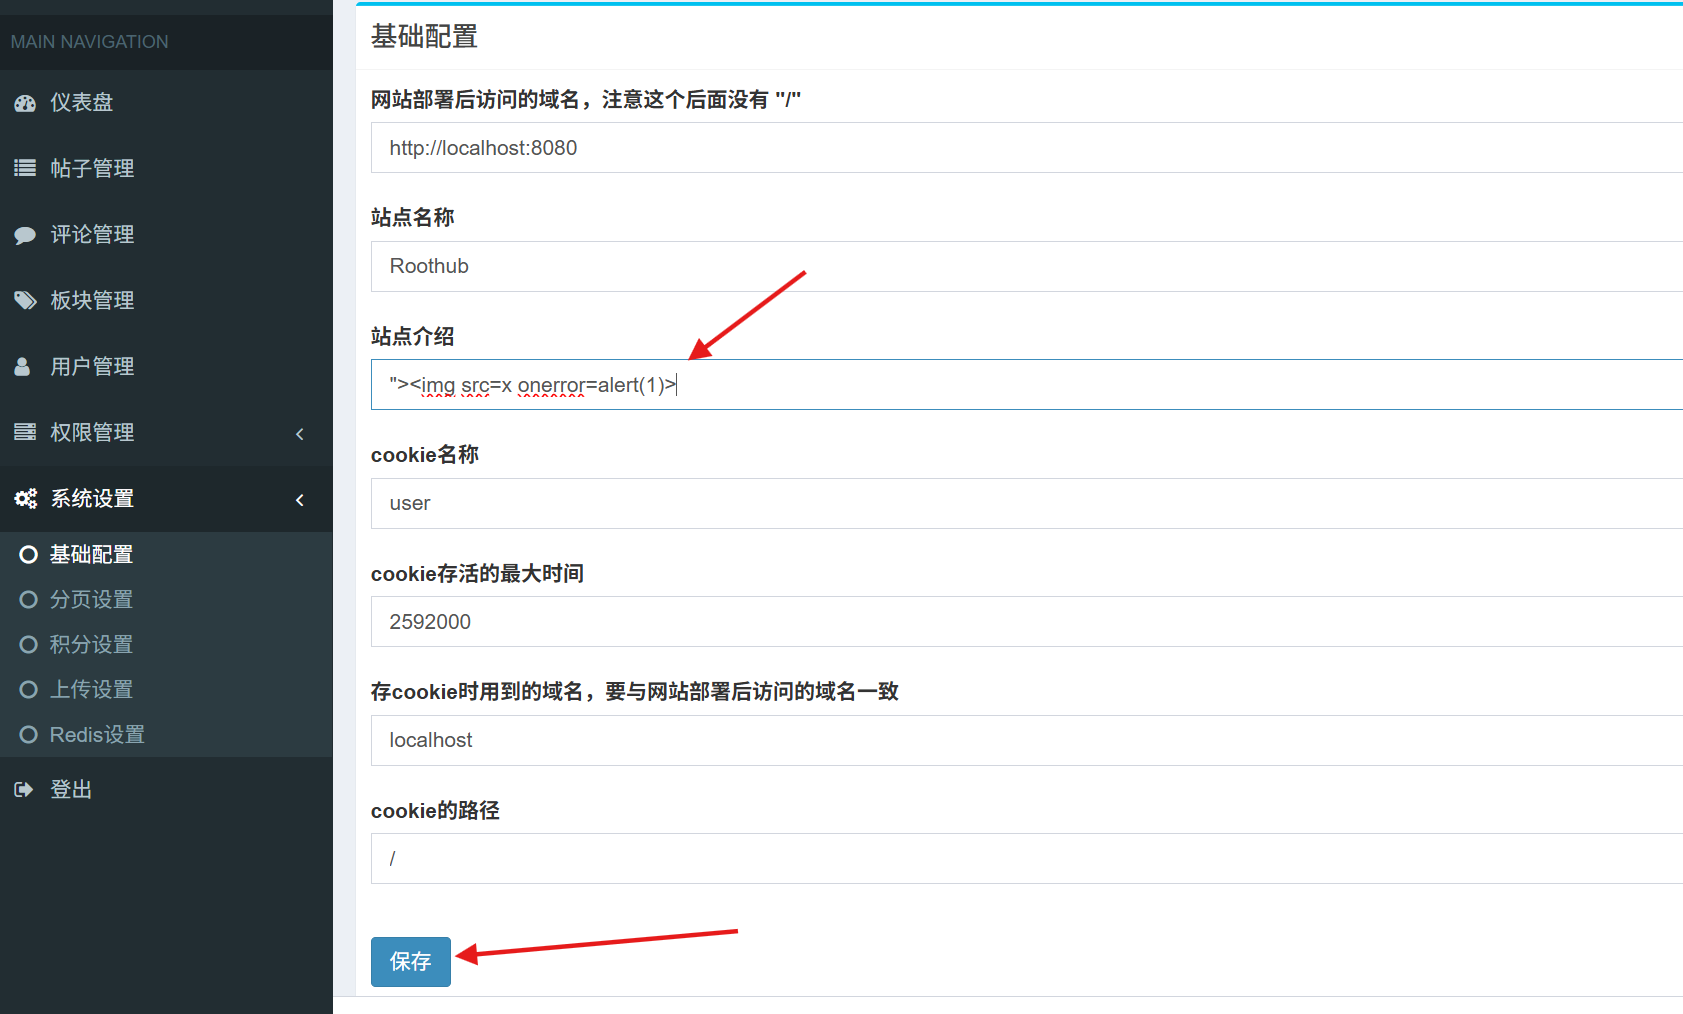 MAIN NAVIGATION
仪表盘
帖子管理
评论管理
板块管理
用户管理
权限管理
系统设置
基础配置
分页设置
积分设置
上传设置
Redis设置
登出
基础配置
网站部署后访问的域名，注意这个后面没有 "/"
http://localhost:8080
站点名称
Roothub
站点介绍
"><img src=x onerror=alert(1)>
cookie名称
user
cookie存活的最大时间
2592000
存cookie时用到的域名，要与网站部署后访问的域名一致
localhost
cookie的路径
/
保存